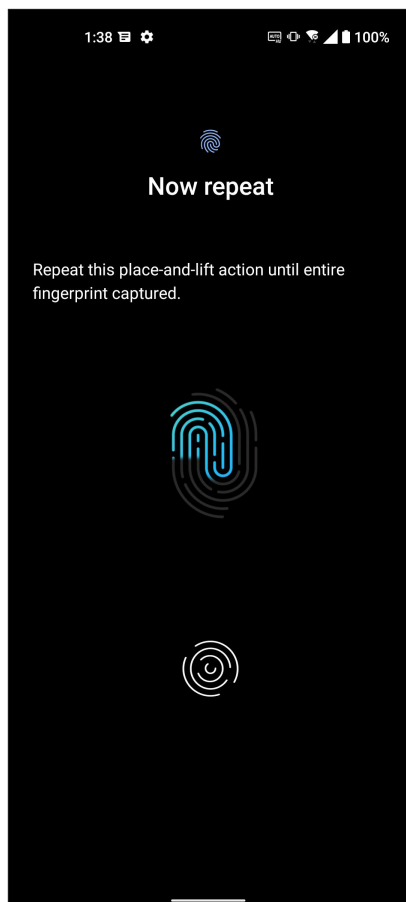 1:38
100%
Now repeat
Repeat this place-and-lift action until entire
fingerprint captured.